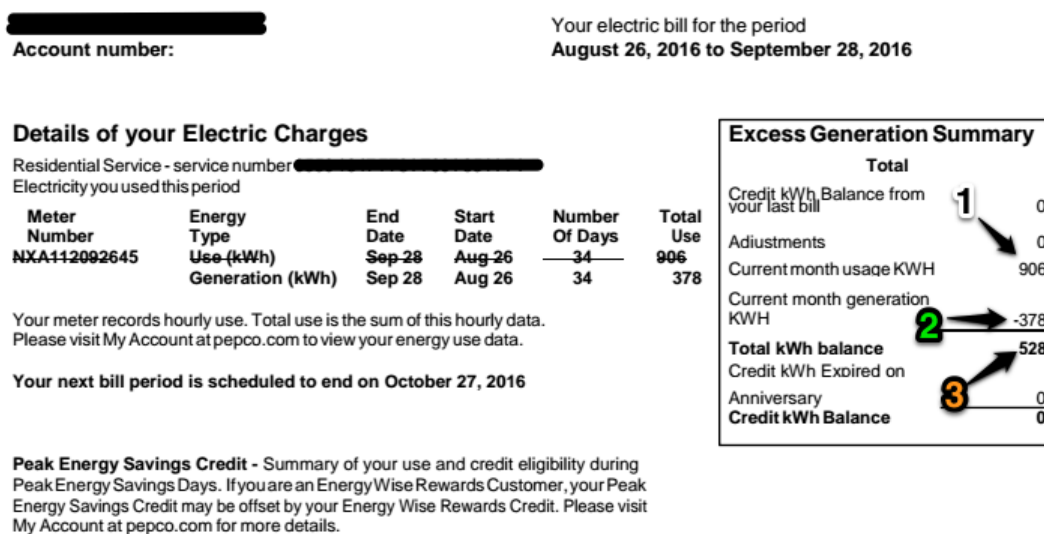 Account number:
Your electric bill for the period
August 26, 2016 to September 28, 2016
Details of your Electric Charges
Residential Service - service number
Electricity you used this period
Meter Number Energy Type End Date Start Date Number Of Days Total Use
NXA112092645 Use (kWh) Sep 28 Aug 26 34 906
Generation (kWh) Sep 28 Aug 26 34 378
Your meter records hourly use. Total use is the sum of this hourly data.
Please visit My Account at pepco.com to view your energy use data.
Your next bill period is scheduled to end on October 27, 2016
Peak Energy Savings Credit - Summary of your use and credit eligibility during
Peak Energy Savings Days. If you are an Energy Wise Rewards Customer, your Peak
Energy Savings Credit may be offset by your Energy Wise Rewards Credit. Please visit
My Account at pepco.com for more details.
Excess Generation Summary
Total
Credit kWh Balance from
your last bill 0
1
Adjustments 0
Current month usage KWH 906
Current month generation
KWH -378
2
Total kWh balance 528
Credit kWh Expired on
Anniversary 0
3
Credit kWh Balance 0